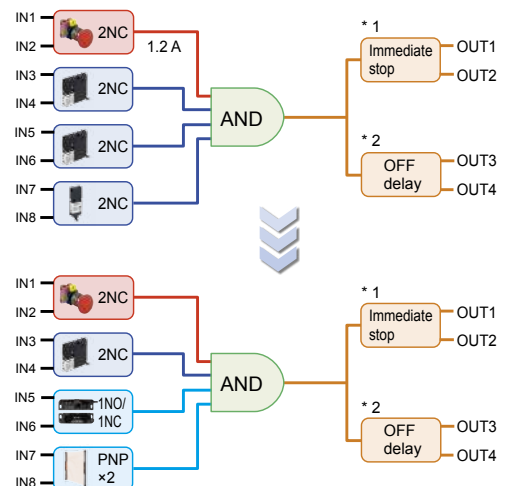 IN1
2NC
IN2
1.2 A
IN3
2NC
IN4
IN5
2NC
IN6
IN7
2NC
IN8
AND
* 1
Immediate
stop
OUT1
OUT2
* 2
OFF
delay
OUT3
OUT4
IN1
2NC
IN2
IN3
2NC
IN4
IN5
1NO/
1NC
IN6
IN7
PNP
×2
IN8
AND
* 1
Immediate
stop
OUT1
OUT2
* 2
OFF
delay
OUT3
OUT4